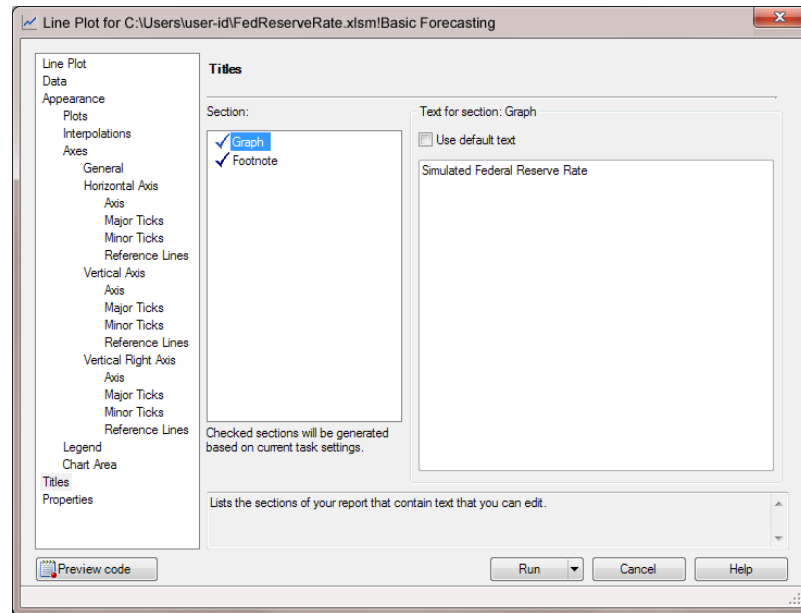 Line Plot for C:\Users\user-id\FedReserveRate.xlsm!Basic Forecasting
Line Plot
Data
Appearance
Plots
Interpolations
Axes
General
Horizontal Axis
Axis
Major Ticks
Minor Ticks
Reference Lines
Vertical Axis
Axis
Major Ticks
Minor Ticks
Reference Lines
Vertical Right Axis
Axis
Major Ticks
Minor Ticks
Reference Lines
Legend
Chart Area
Titles
Properties
Titles
Section:
Graph
Footnote
Checked sections will be generated
based on current task settings.
Text for section: Graph
Use default text
Simulated Federal Reserve Rate
Lists the sections of your report that contain text that you can edit.
Preview code
Run
Cancel
Help